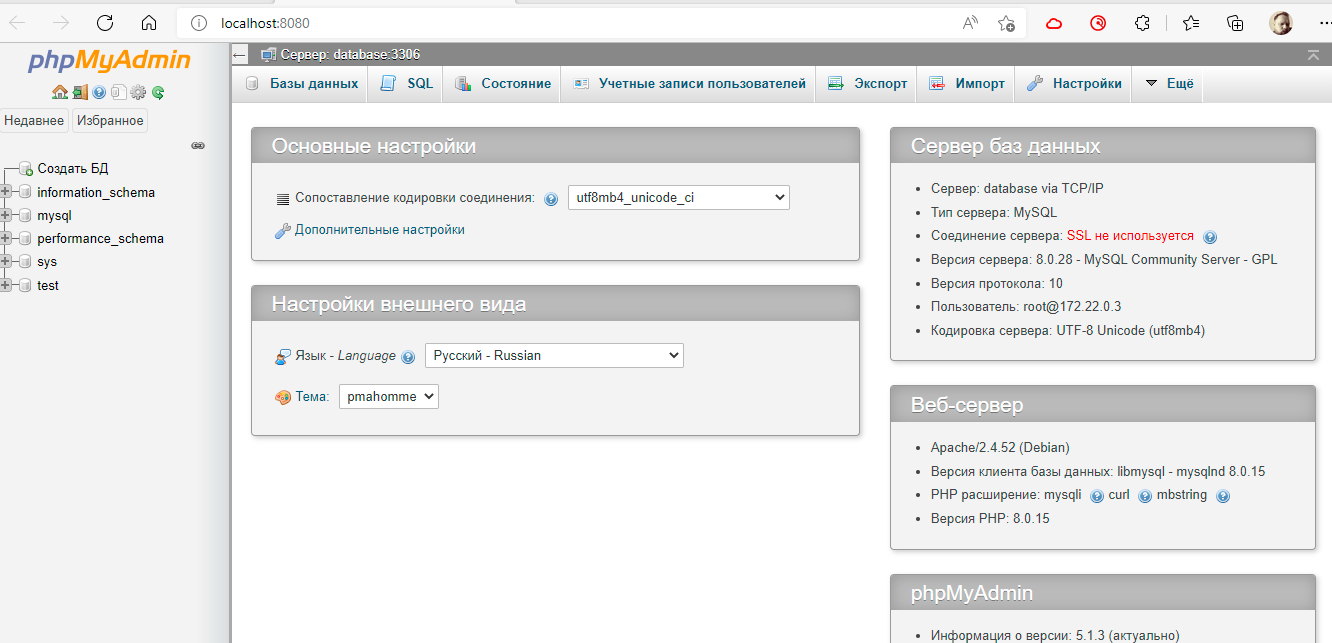 localhost:8080
phpMyAdmin
Недавнее Избранное
Создать БД
information_schema
mysql
performance_schema
sys
test
Сервер: database:3306
Базы данных SQL Состояние Учетные записи пользователей Экспорт Импорт Настройки Ещё
Основные настройки
Сопоставление кодировки соединения: utf8mb4_unicode_ci
Дополнительные настройки
Настройки внешнего вида
Язык - Language Русский - Russian
Тема: pmahomme
Сервер баз данных
Сервер: database via TCP/IP
Тип сервера: MySQL
Соединение сервера: SSL не используется
Версия сервера: 8.0.28 - MySQL Community Server - GPL
Версия протокола: 10
Пользователь: root@172.22.0.3
Кодировка сервера: UTF-8 Unicode (utf8mb4)
Веб-сервер
Apache/2.4.52 (Debian)
Версия клиента базы данных: libmysql - mysqlnd 8.0.15
PHP расширение: mysqli curl mbstring
Версия PHP: 8.0.15
phpMyAdmin
Информация о версии: 5.1.3 (актуально)